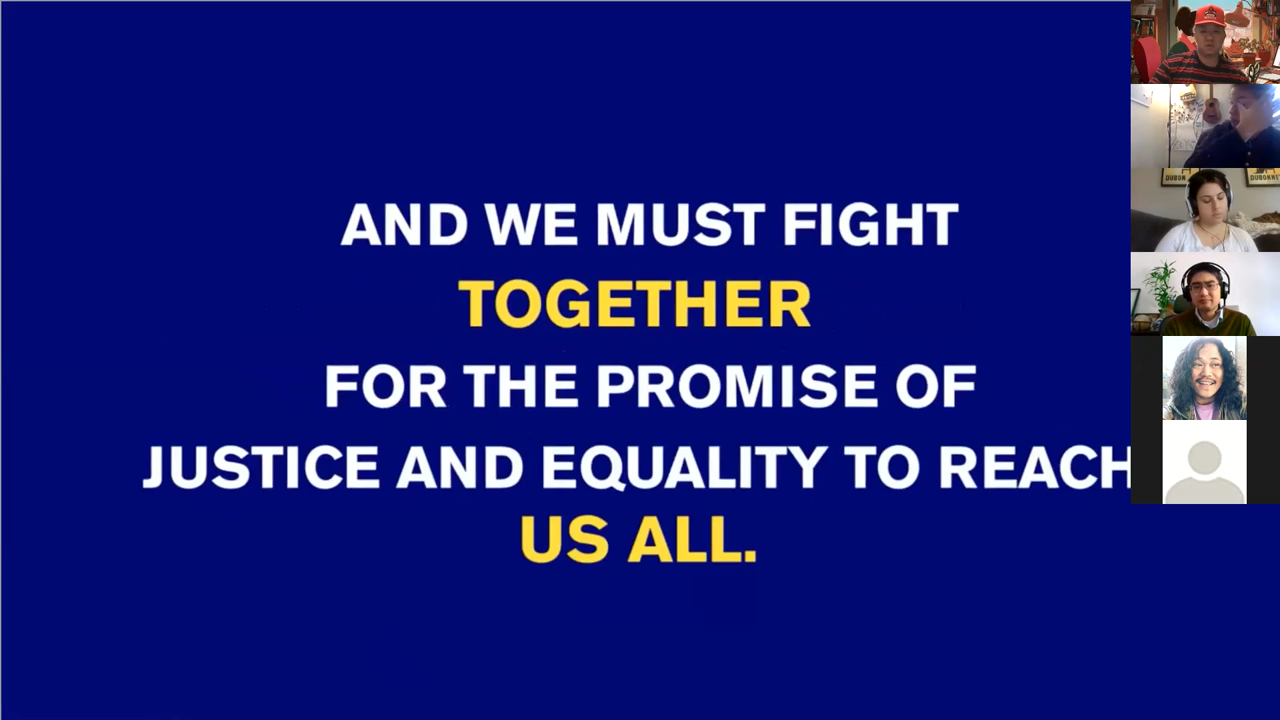 AND WE MUST FIGHT
TOGETHER
FOR THE PROMISE OF
JUSTICE AND EQUALITY TO REACH
US ALL.